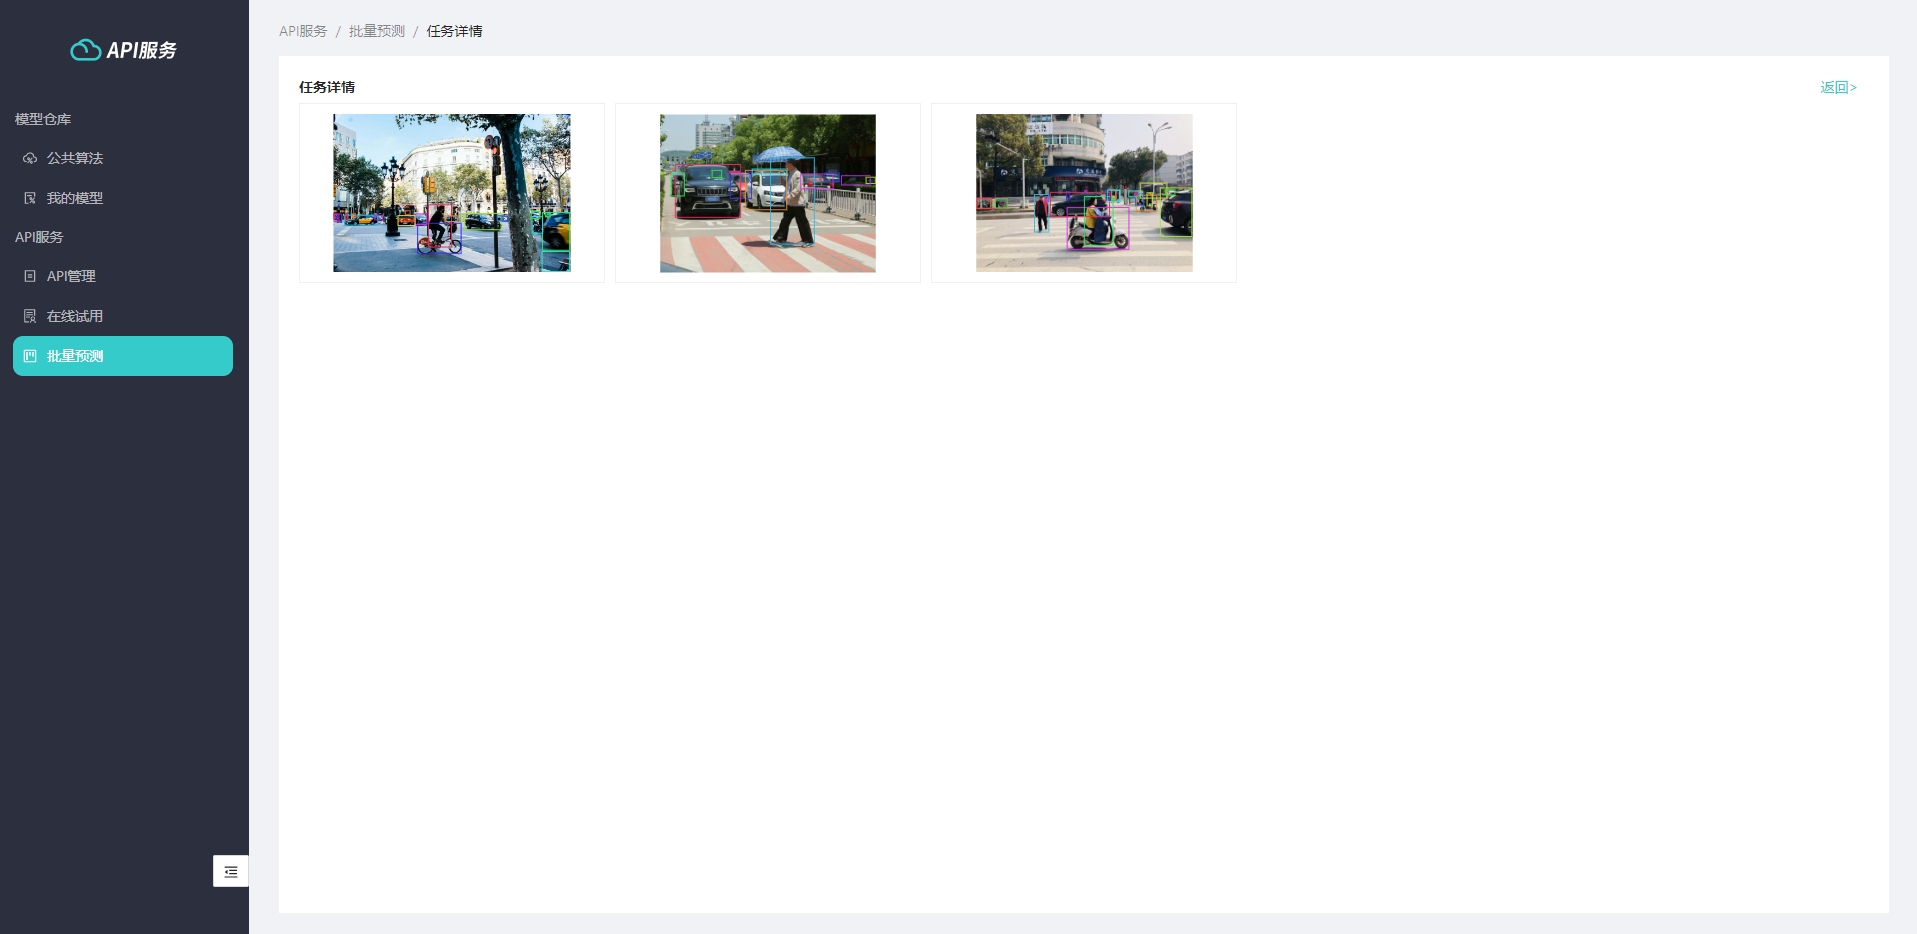 API服务
模型仓库
公共算法
我的模型
API服务
API管理
在线试用
批量预测
API服务 / 批量预测 / 任务详情
任务详情
返回>